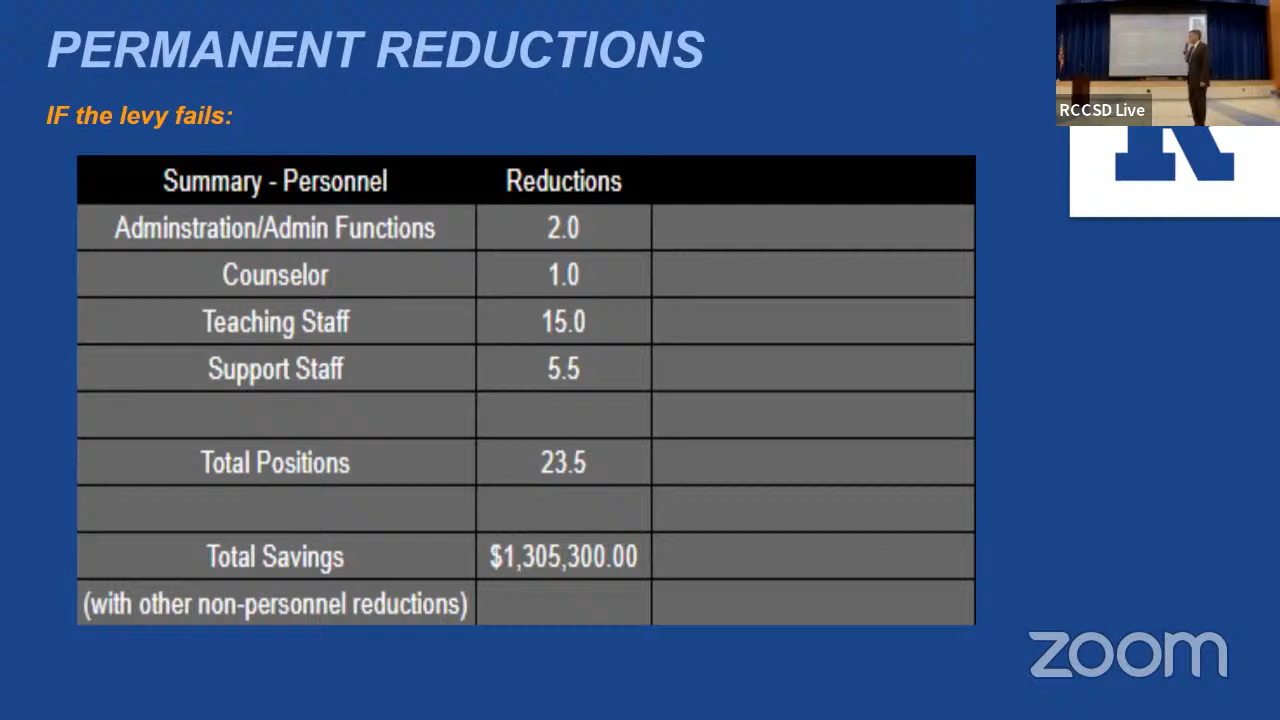 PERMANENT REDUCTIONS
IF the levy fails:
RCCSD Live
Summary - Personnel Reductions
Adminstration/Admin Functions 2.0
Counselor 1.0
Teaching Staff 15.0
Support Staff 5.5
Total Positions 23.5
Total Savings $1,305,300.00
(with other non-personnel reductions)
zoom